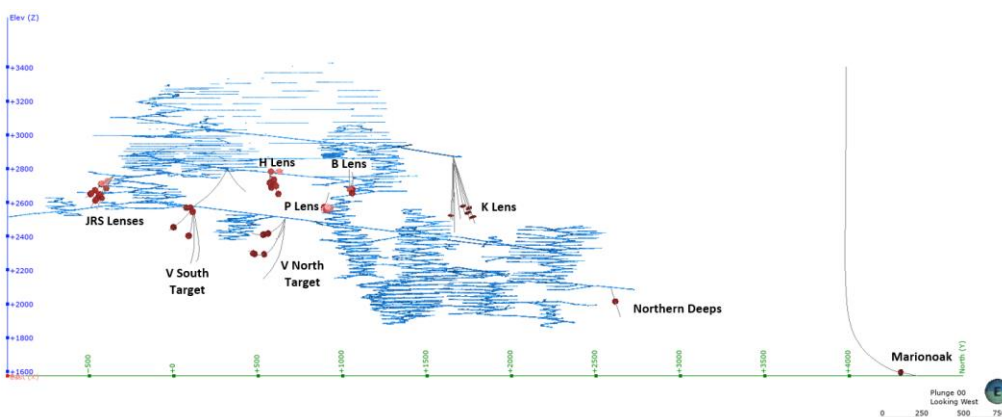 Elev (Z)
+3400
+3200
+3000
+2800
+2600
+2400
+2200
+2000
+1800
+1600
H Lens
B Lens
P Lens
K Lens
JRS Lenses
V South
Target
V North
Target
Northern Deeps
Marionoak
-500
+0
+500
+1000
+1500
+2000
+2500
+3000
+3500
+4000
North (Y)
Plunge 00
Looking West
E
0 250 500 750